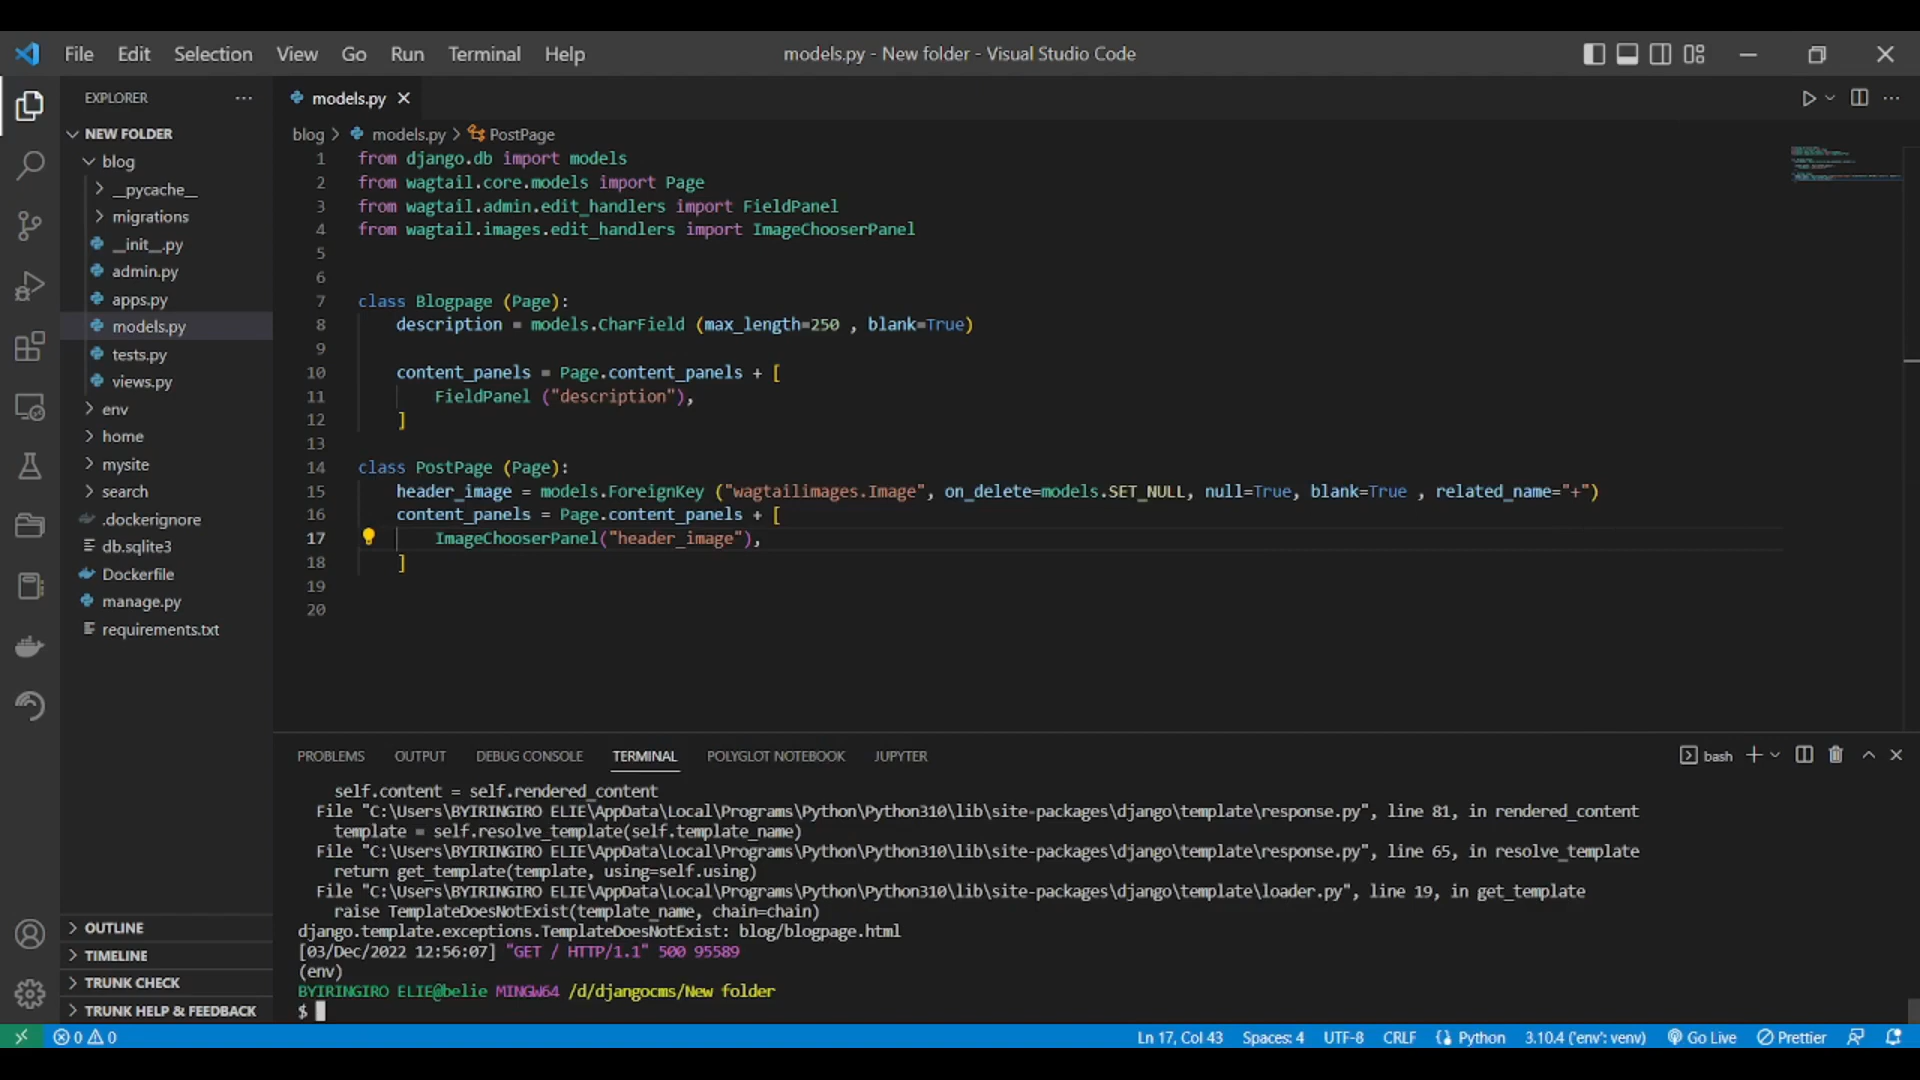 File Edit Selection View Go Run Terminal Help
models.py - New folder - Visual Studio Code
EXPLORER
NEW FOLDER
blog
__pycache__
migrations
__init__.py
admin.py
apps.py
models.py
tests.py
views.py
env
home
mysite
search
.dockerignore
db.sqlite3
Dockerfile
manage.py
requirements.txt
OUTLINE
TIMELINE
TRUNK CHECK
TRUNK HELP & FEEDBACK
models.py
blog > models.py > PostPage
1 from django.db import models
2 from wagtail.core.models import Page
3 from wagtail.admin.edit_handlers import FieldPanel
4 from wagtail.images.edit_handlers import ImageChooserPanel
5
6
7 class Blogpage (Page):
8 description = models.CharField (max_length=250 , blank=True)
9
10 content_panels = Page.content_panels + [
11 FieldPanel ("description"),
12 ]
13
14 class PostPage (Page):
15 header_image = models.ForeignKey ("wagtailimages.Image", on_delete=models.SET_NULL, null=True, blank=True , related_name="+")
16 content_panels = Page.content_panels + [
17 ImageChooserPanel("header_image"),
18 ]
19
20
PROBLEMS OUTPUT DEBUG CONSOLE TERMINAL POLYGLOT NOTEBOOK JUPYTER
bash
self.content = self.rendered_content
File "C:\Users\BYIRINGIRO ELIE\AppData\Local\Programs\Python\Python310\lib\site-packages\django\template\response.py", line 81, in rendered_content
template = self.resolve_template(self.template_name)
File "C:\Users\BYIRINGIRO ELIE\AppData\Local\Programs\Python\Python310\lib\site-packages\django\template\response.py", line 65, in resolve_template
return get_template(template, using=self.using)
File "C:\Users\BYIRINGIRO ELIE\AppData\Local\Programs\Python\Python310\lib\site-packages\django\template\loader.py", line 19, in get_template
raise TemplateDoesNotExist(template_name, chain=chain)
django.template.exceptions.TemplateDoesNotExist: blog/blogpage.html
[03/Dec/2022 12:56:07] "GET / HTTP/1.1" 500 95589
(env)
BYIRINGIRO ELIE@belie MINGW64 /d/djangocms/New folder
$
0 0 Ln 17, Col 43 Spaces: 4 UTF-8 CRLF Python 3.10.4 ('env': venv) Go Live Prettier